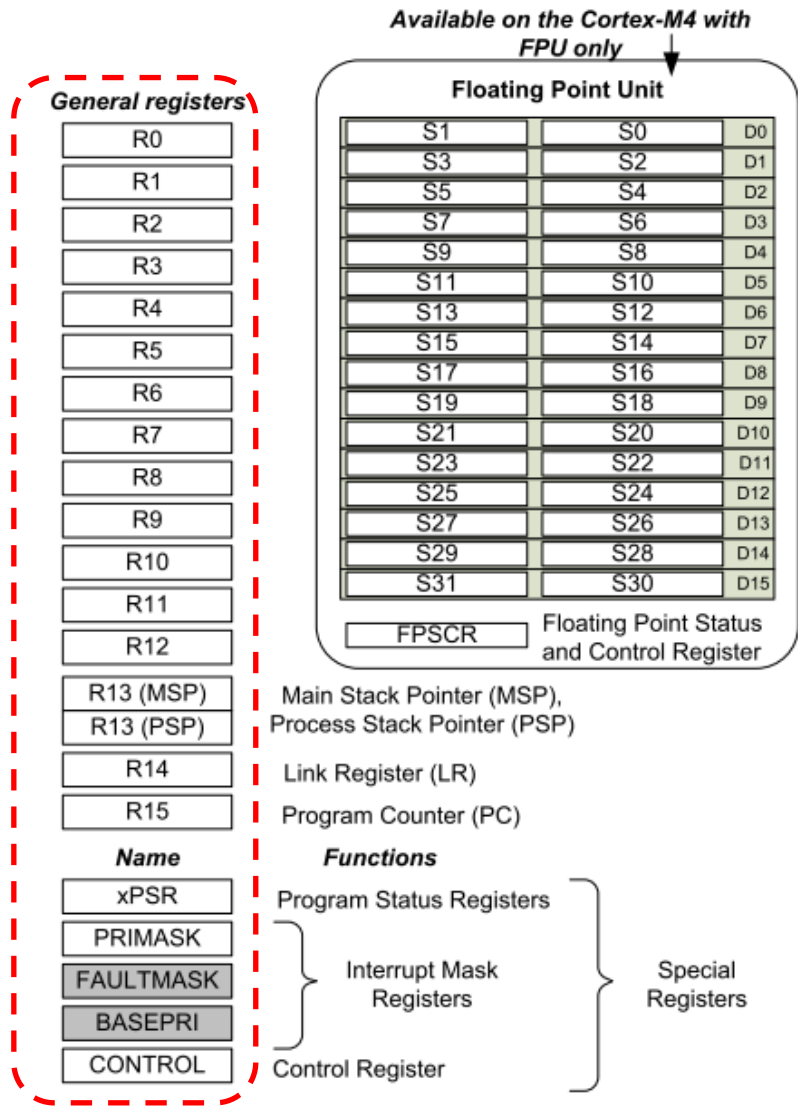 Available on the Cortex-M4 with
FPU only
Floating Point Unit
S1 S0 D0
S3 S2 D1
S5 S4 D2
S7 S6 D3
S9 S8 D4
S11 S10 D5
S13 S12 D6
S15 S14 D7
S17 S16 D8
S19 S18 D9
S21 S20 D10
S23 S22 D11
S25 S24 D12
S27 S26 D13
S29 S28 D14
S31 S30 D15
FPSCR Floating Point Status
and Control Register
General registers
R0
R1
R2
R3
R4
R5
R6
R7
R8
R9
R10
R11
R12
R13 (MSP) Main Stack Pointer (MSP),
R13 (PSP) Process Stack Pointer (PSP)
R14 Link Register (LR)
R15 Program Counter (PC)
Name Functions
xPSR Program Status Registers
PRIMASK
FAULTMASK
BASEPRI
Interrupt Mask
Registers
CONTROL Control Register
Special
Registers